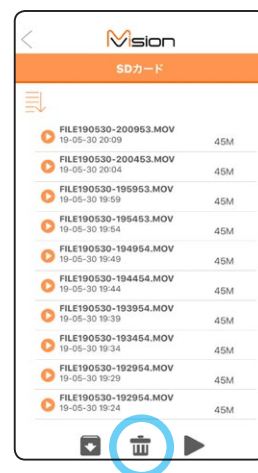 Mision
SDカード
FILE190530-200953.MOV
19-05-30 20:09
45M
FILE190530-200453.MOV
19-05-30 20:04
45M
FILE190530-195953.MOV
19-05-30 19:59
45M
FILE190530-195453.MOV
19-05-30 19:54
45M
FILE190530-194954.MOV
19-05-30 19:49
45M
FILE190530-194454.MOV
19-05-30 19:44
45M
FILE190530-193954.MOV
19-05-30 19:39
45M
FILE190530-193454.MOV
19-05-30 19:34
45M
FILE190530-192954.MOV
19-05-30 19:29
45M
FILE190530-192954.MOV
19-05-30 19:24
45M